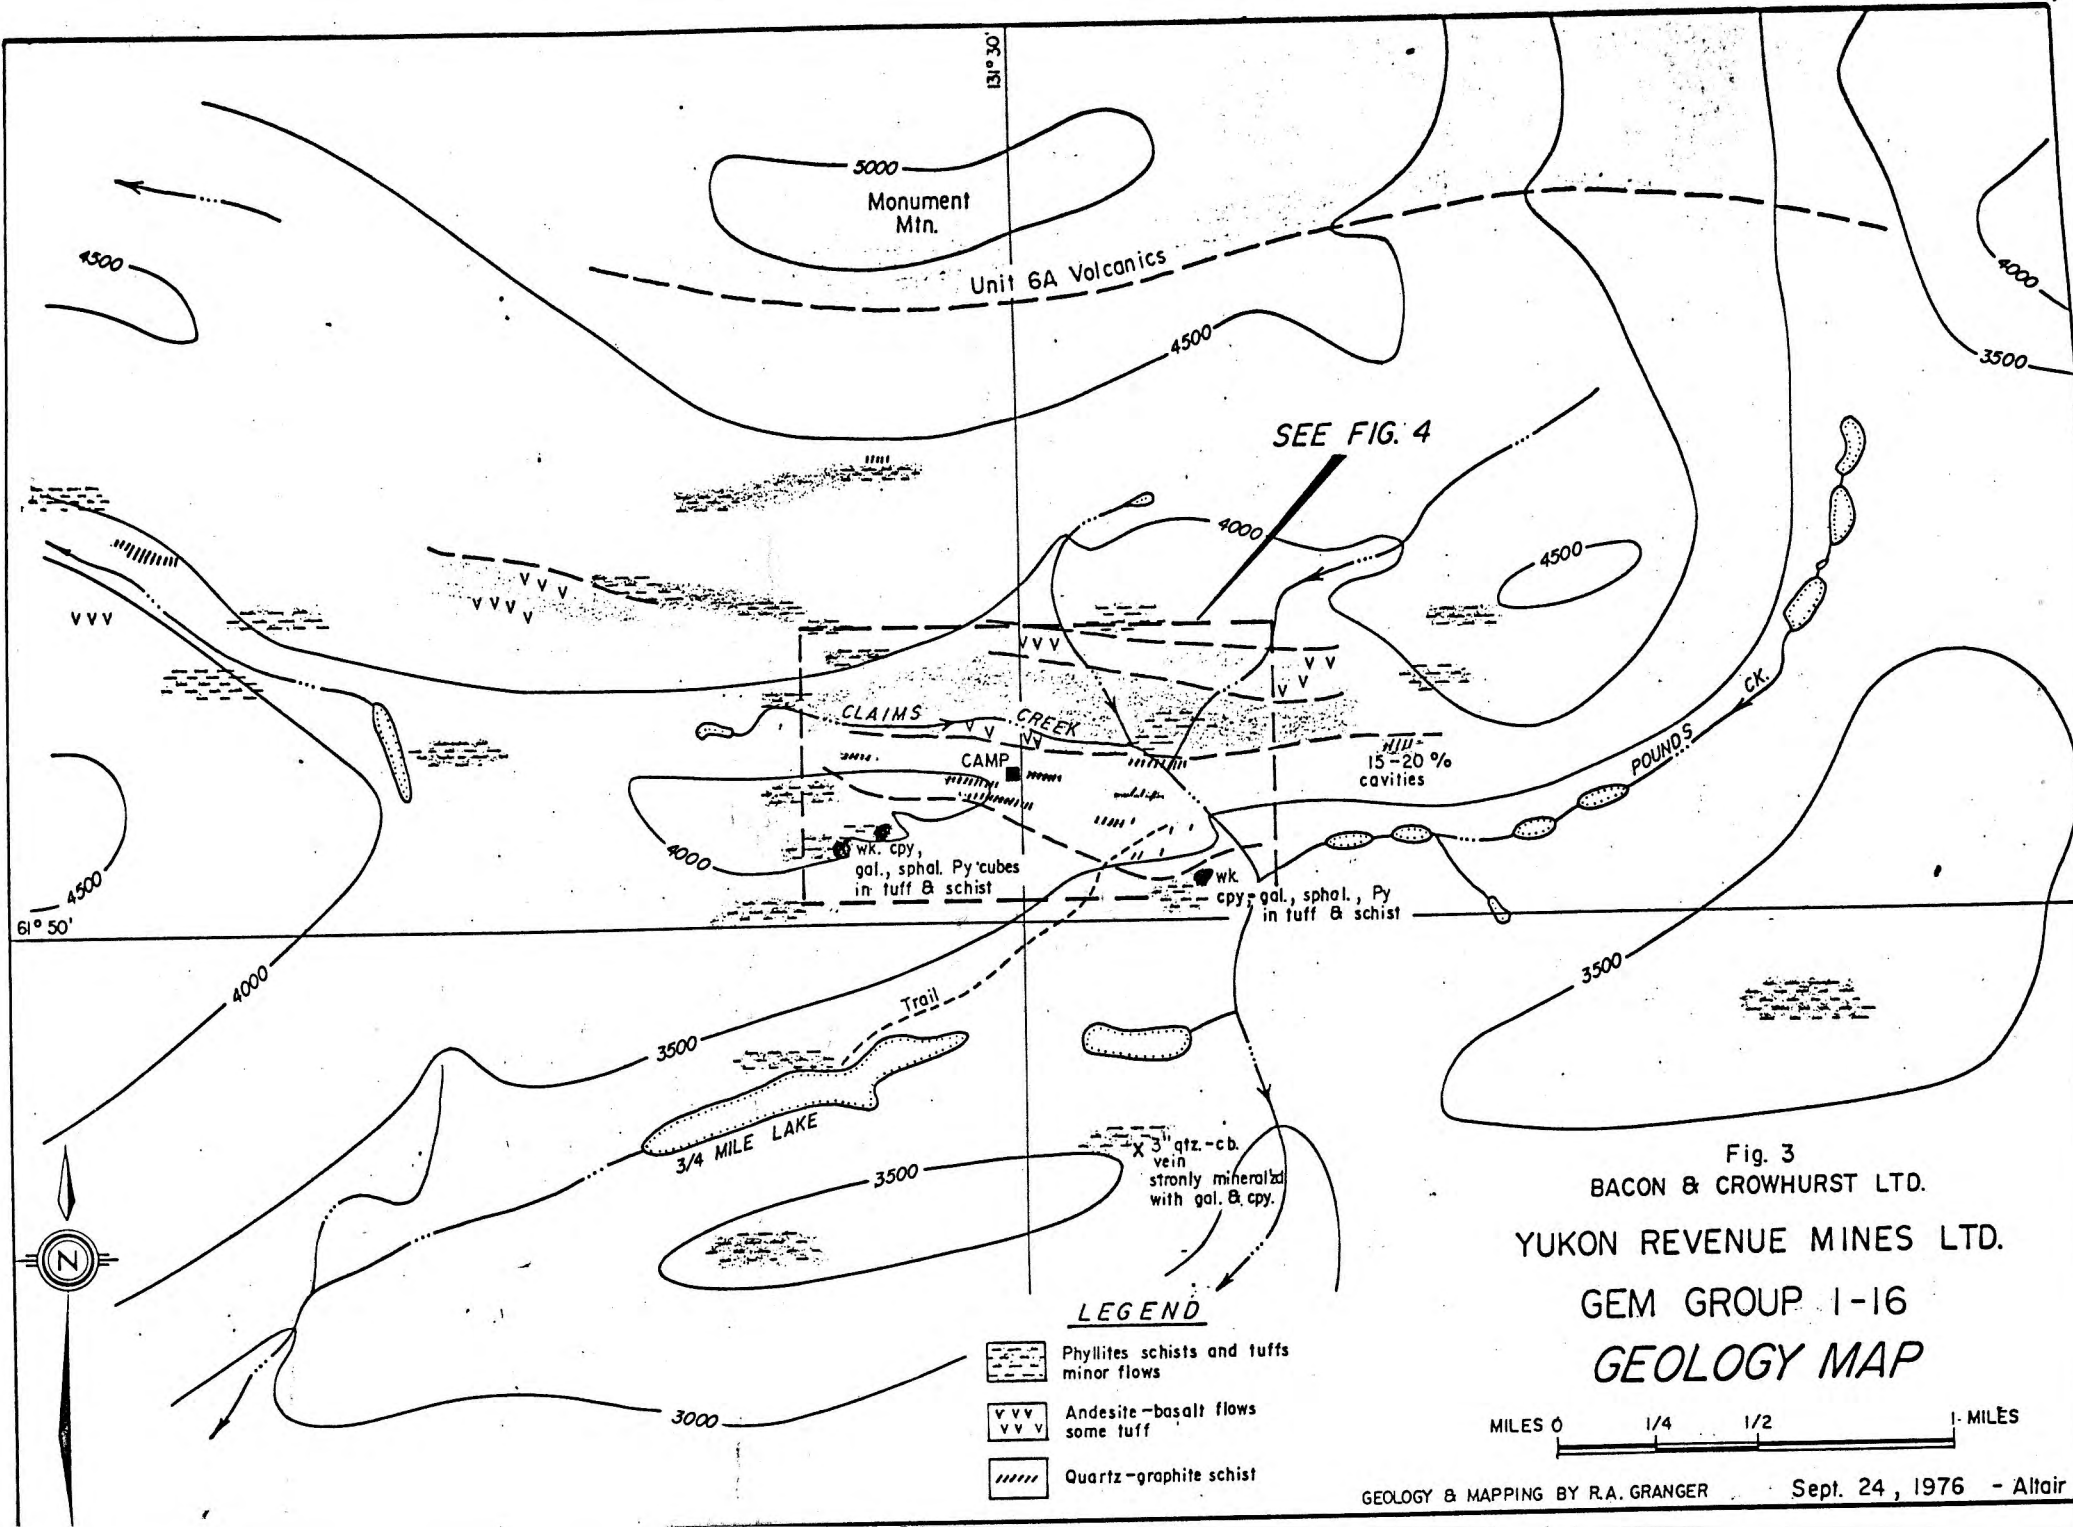 131° 30'
5000
Monument
Mtn.
4500
Unit 6A Volcanics
4000
4500
3500
SEE FIG. 4
4000
4500
CLAIMS CREEK
CK.
POUNDS
CAMP
15-20 %
cavities
4000
wk. cpy,
gal., sphal. Py cubes
in tuff & schist
wk.
cpy, gal., sphal., Py
in tuff & schist
4500
61° 50'
4000
3500
Trail
3500
3/4 MILE LAKE
3" qtz.-cb.
vein
stronly mineral'zd
with gal. & cpy.
3500
3000
N
X
Fig. 3
BACON & CROWHURST LTD.
YUKON REVENUE MINES LTD.
GEM GROUP 1-16
GEOLOGY MAP
LEGEND
Phyllites schists and tuffs
minor flows
V V V
V V V
Andesite-basalt flows
some tuff
Quartz-graphite schist
MILES 0 1/4 1/2 1 MILES
GEOLOGY & MAPPING BY R.A. GRANGER Sept. 24, 1976 - Altair